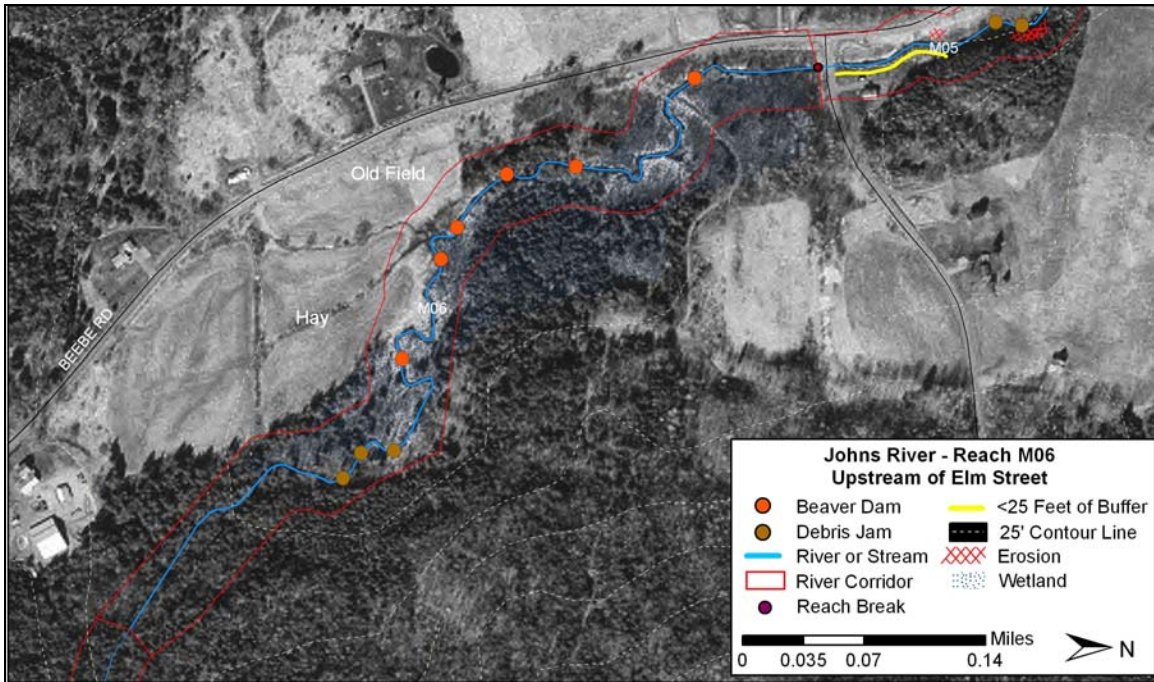 M05
Old Field
M06
Hay
BEEBE RD
Johns River - Reach M06
Upstream of Elm Street
Beaver Dam
<25 Feet of Buffer
Debris Jam
25' Contour Line
River or Stream
Erosion
River Corridor
Wetland
Reach Break
Miles
0 0.035 0.07 0.14
N